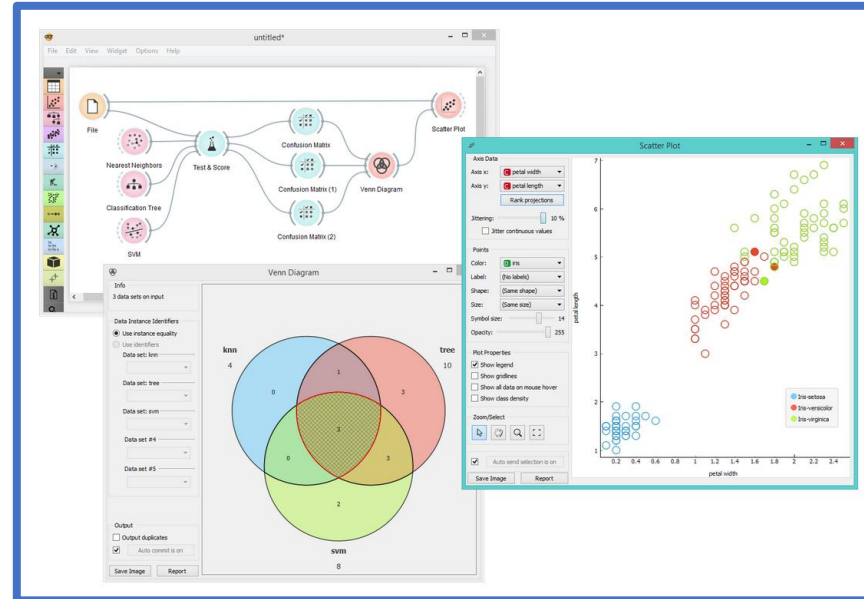 untitled*
File Edit View Widget Options Help
File
Nearest Neighbors
Classification Tree
SVM
Test & Score
Confusion Matrix
Confusion Matrix (1)
Confusion Matrix (2)
Venn Diagram
Scatter Plot
Venn Diagram
Info
3 data sets on input
Data Instance Identifiers
Use instance equality
Use identifiers
Data set: knn
Data set: tree
Data set: svm
Data set #4
Data set #5
Output
Output duplicates
Auto commit is on
Save Image Report
knn
4
tree
10
1
0
3
3
0
3
2
svm
8
Scatter Plot
Axis Data
Axis x: C petal width
Axis y: C petal length
Rank projections
Jittering: 10 %
Jitter continuous values
Points
Color: D iris
Label: (No labels)
Shape: (Same shape)
Size: (Same size)
Symbol size: 14
Opacity: 255
Plot Properties
Show legend
Show gridlines
Show all data on mouse hover
Show class density
Zoom/Select
Auto send selection is on
Save Image Report
7
6
5
4
3
2
1
petal length
0.2 0.4 0.6 0.8 1 1.2 1.4 1.6 1.8 2 2.2 2.4
petal width
Iris-setosa
Iris-versicolor
Iris-virginica